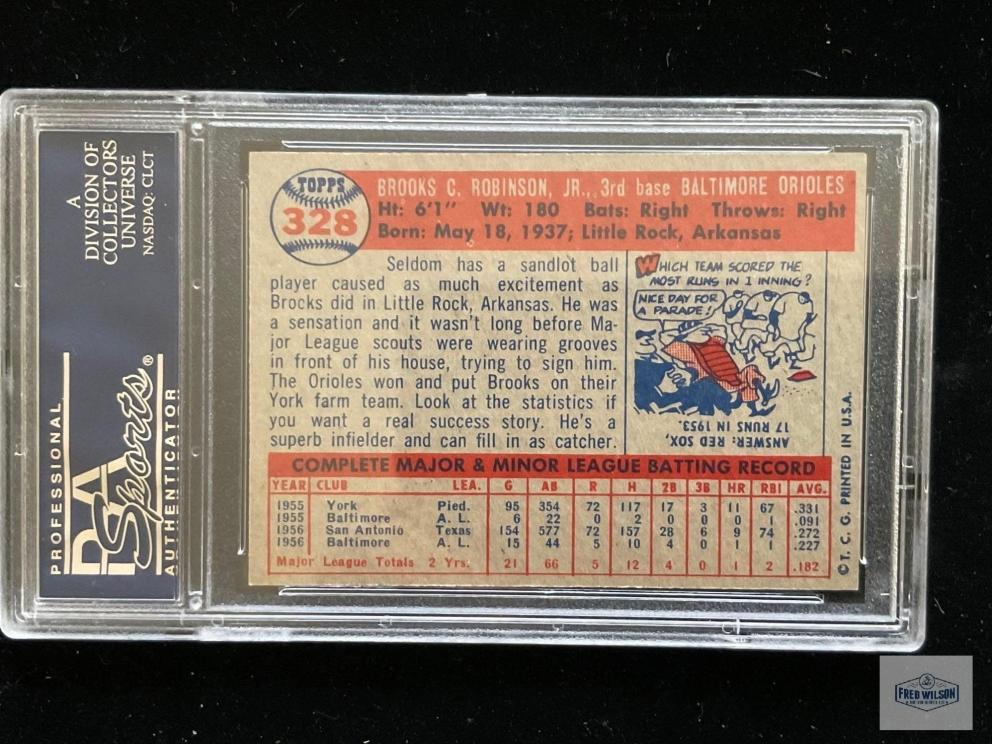 A
DIVISION OF
COLLECTORS
UNIVERSE
NASDAQ: CLCT
PROFESSIONAL
PSA
Sports®
AUTHENTICATOR
TOPPS
328
BROOKS C. ROBINSON, JR., 3rd base BALTIMORE ORIOLES
Ht: 6'1" Wt: 180 Bats: Right Throws: Right
Born: May 18, 1937; Little Rock, Arkansas
Seldom has a sandlot ball
player caused as much excitement as
Brooks did in Little Rock, Arkansas. He was
a sensation and it wasn't long before Ma-
jor League scouts were wearing grooves
in front of his house, trying to sign him.
The Orioles won and put Brooks on their
York farm team. Look at the statistics if
you want a real success story. He's a
superb infielder and can fill in as catcher.
WHICH TEAM SCORED THE
MOST RUNS IN 1 INNING?
NICE DAY FOR
A PARADE!
ANSWER: RED SOX,
17 RUNS IN 1953.
COMPLETE MAJOR & MINOR LEAGUE BATTING RECORD
YEAR CLUB LEA. G AB R H 2B 3B HR RBI AVG.
1955 York Pied. 95 354 72 117 17 3 11 67 .331
1955 Baltimore A. L. 6 22 0 2 0 0 0 1 .091
1956 San Antonio Texas 154 577 72 157 28 6 9 74 .272
1956 Baltimore A. L. 15 44 5 10 4 0 1 1 .227
Major League Totals 2 Yrs. 21 66 5 12 4 0 1 2 .182
© T. C. G. PRINTED IN U.S.A.
FRED WILSON